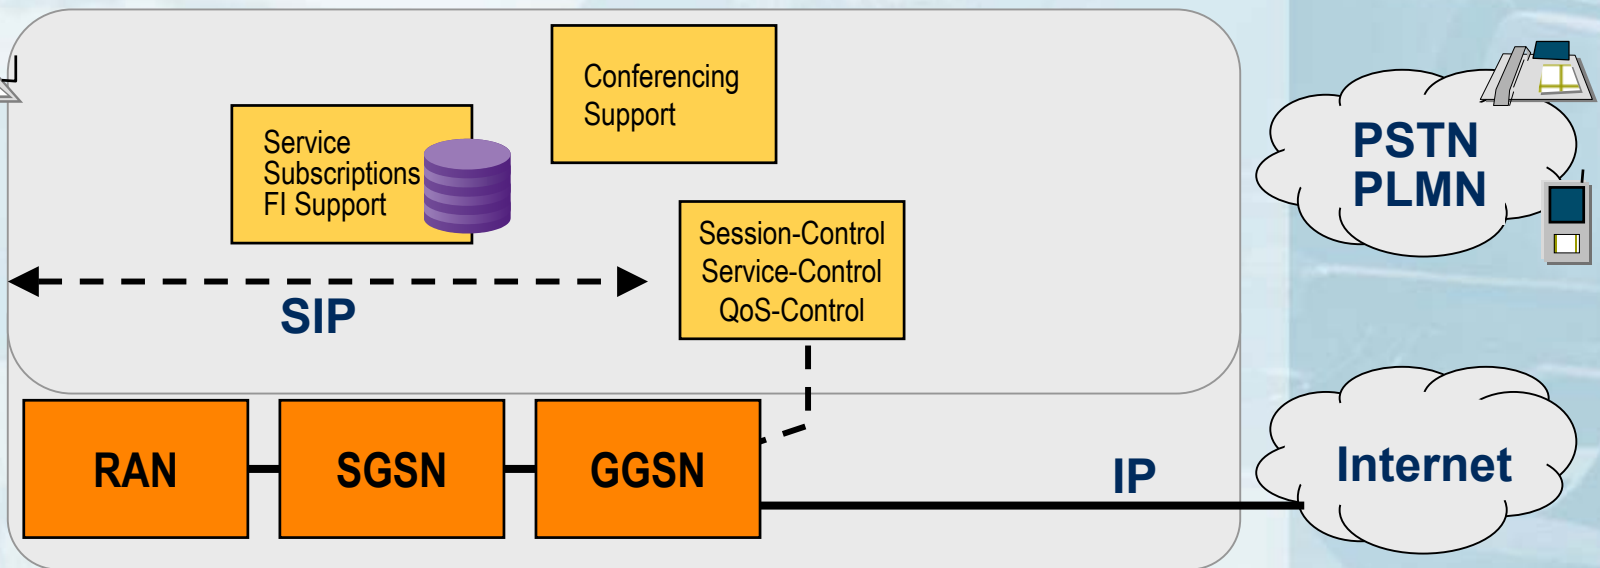 Conferencing
Support
Service
Subscriptions
FI Support
Session-Control
Service-Control
QoS-Control
SIP
PSTN
PLMN
RAN
SGSN
GGSN
IP
Internet